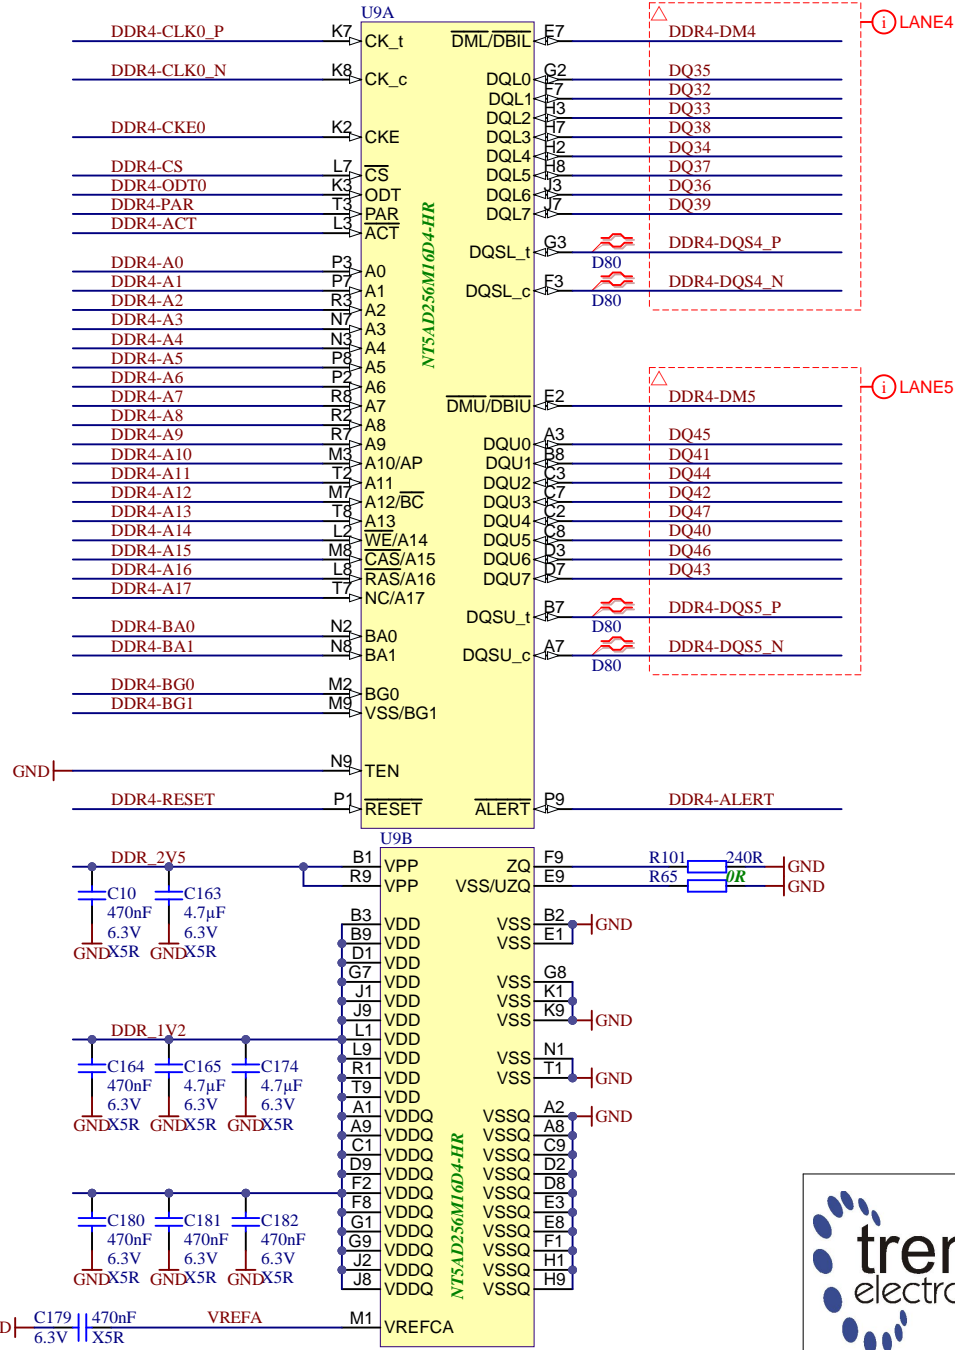 U9A
DDR4-CLK0_P K7 CK_t DML/DBIL E7 DDR4-DM4 i LANE4
DDR4-CLK0_N K8 CK_c DQL0 G2 DQ35
DQL1 F7 DQ32
DQL2 H3 DQ33
DDR4-CKE0 K2 CKE DQL3 H7 DQ38
DQL4 H2 DQ34
DDR4-CS L7 CS DQL5 H8 DQ37
DDR4-ODT0 K3 ODT DQL6 J3 DQ36
DDR4-PAR T3 PAR DQL7 J7 DQ39
DDR4-ACT L3 ACT
NT5AD256M16D4-HR
DQSL_t G3 D80 DDR4-DQS4_P
DDR4-A0 P3 A0
DDR4-A1 P7 A1 DQSL_c F3 D80 DDR4-DQS4_N
DDR4-A2 R3 A2
DDR4-A3 N7 A3
DDR4-A4 N3 A4
DDR4-A5 P8 A5
DDR4-A6 P2 A6 i LANE5
DDR4-A7 R8 A7 DMU/DBIU E2 DDR4-DM5
DDR4-A8 R2 A8
DDR4-A9 R7 A9 DQU0 A3 DQ45
DDR4-A10 M3 A10/AP DQU1 B8 DQ41
DDR4-A11 T2 A11 DQU2 C3 DQ44
DDR4-A12 M7 A12/BC DQU3 C7 DQ42
DDR4-A13 T8 A13 DQU4 C2 DQ47
DDR4-A14 L2 WE/A14 DQU5 C8 DQ40
DDR4-A15 M8 CAS/A15 DQU6 D3 DQ46
DDR4-A16 L8 RAS/A16 DQU7 D7 DQ43
DDR4-A17 T7 NC/A17
DQSU_t B7 D80 DDR4-DQS5_P
DDR4-BA0 N2 BA0
DDR4-BA1 N8 BA1 DQSU_c A7 D80 DDR4-DQS5_N
DDR4-BG0 M2 BG0
DDR4-BG1 M9 VSS/BG1
GND N9 TEN
DDR4-RESET P1 RESET ALERT P9 DDR4-ALERT
U9B
DDR_2V5 B1 VPP ZQ F9 R101 240R GND
R9 VPP VSS/UZQ E9 R65 0R GND
C10 C163
470nF 4.7µF
6.3V 6.3V
GND X5R GND X5R
B3 VDD VSS B2 GND
B9 VDD VSS E1
D1 VDD
G7 VDD VSS G8
J1 VDD VSS K1
J9 VDD VSS K9 GND
DDR_1V2 L1 VDD
L9 VDD VSS N1
R1 VDD VSS T1 GND
T9 VDD
C164 C165 C174
470nF 4.7µF 4.7µF
6.3V 6.3V 6.3V
GND X5R GND X5R GND X5R
A1 VDDQ VSSQ A2 GND
A9 VDDQ VSSQ A8
C1 VDDQ VSSQ C9
D9 VDDQ VSSQ D2
F2 VDDQ VSSQ D8
F8 VDDQ VSSQ E3
G1 VDDQ VSSQ E8
G9 VDDQ VSSQ F1
J2 VDDQ VSSQ H1
J8 VDDQ VSSQ H9
NT5AD256M16D4-HR
C180 C181 C182
470nF 470nF 470nF
6.3V 6.3V 6.3V
GND X5R GND X5R GND X5R
D C179 470nF VREFA M1 VREFCA
6.3V X5R
tren
electro